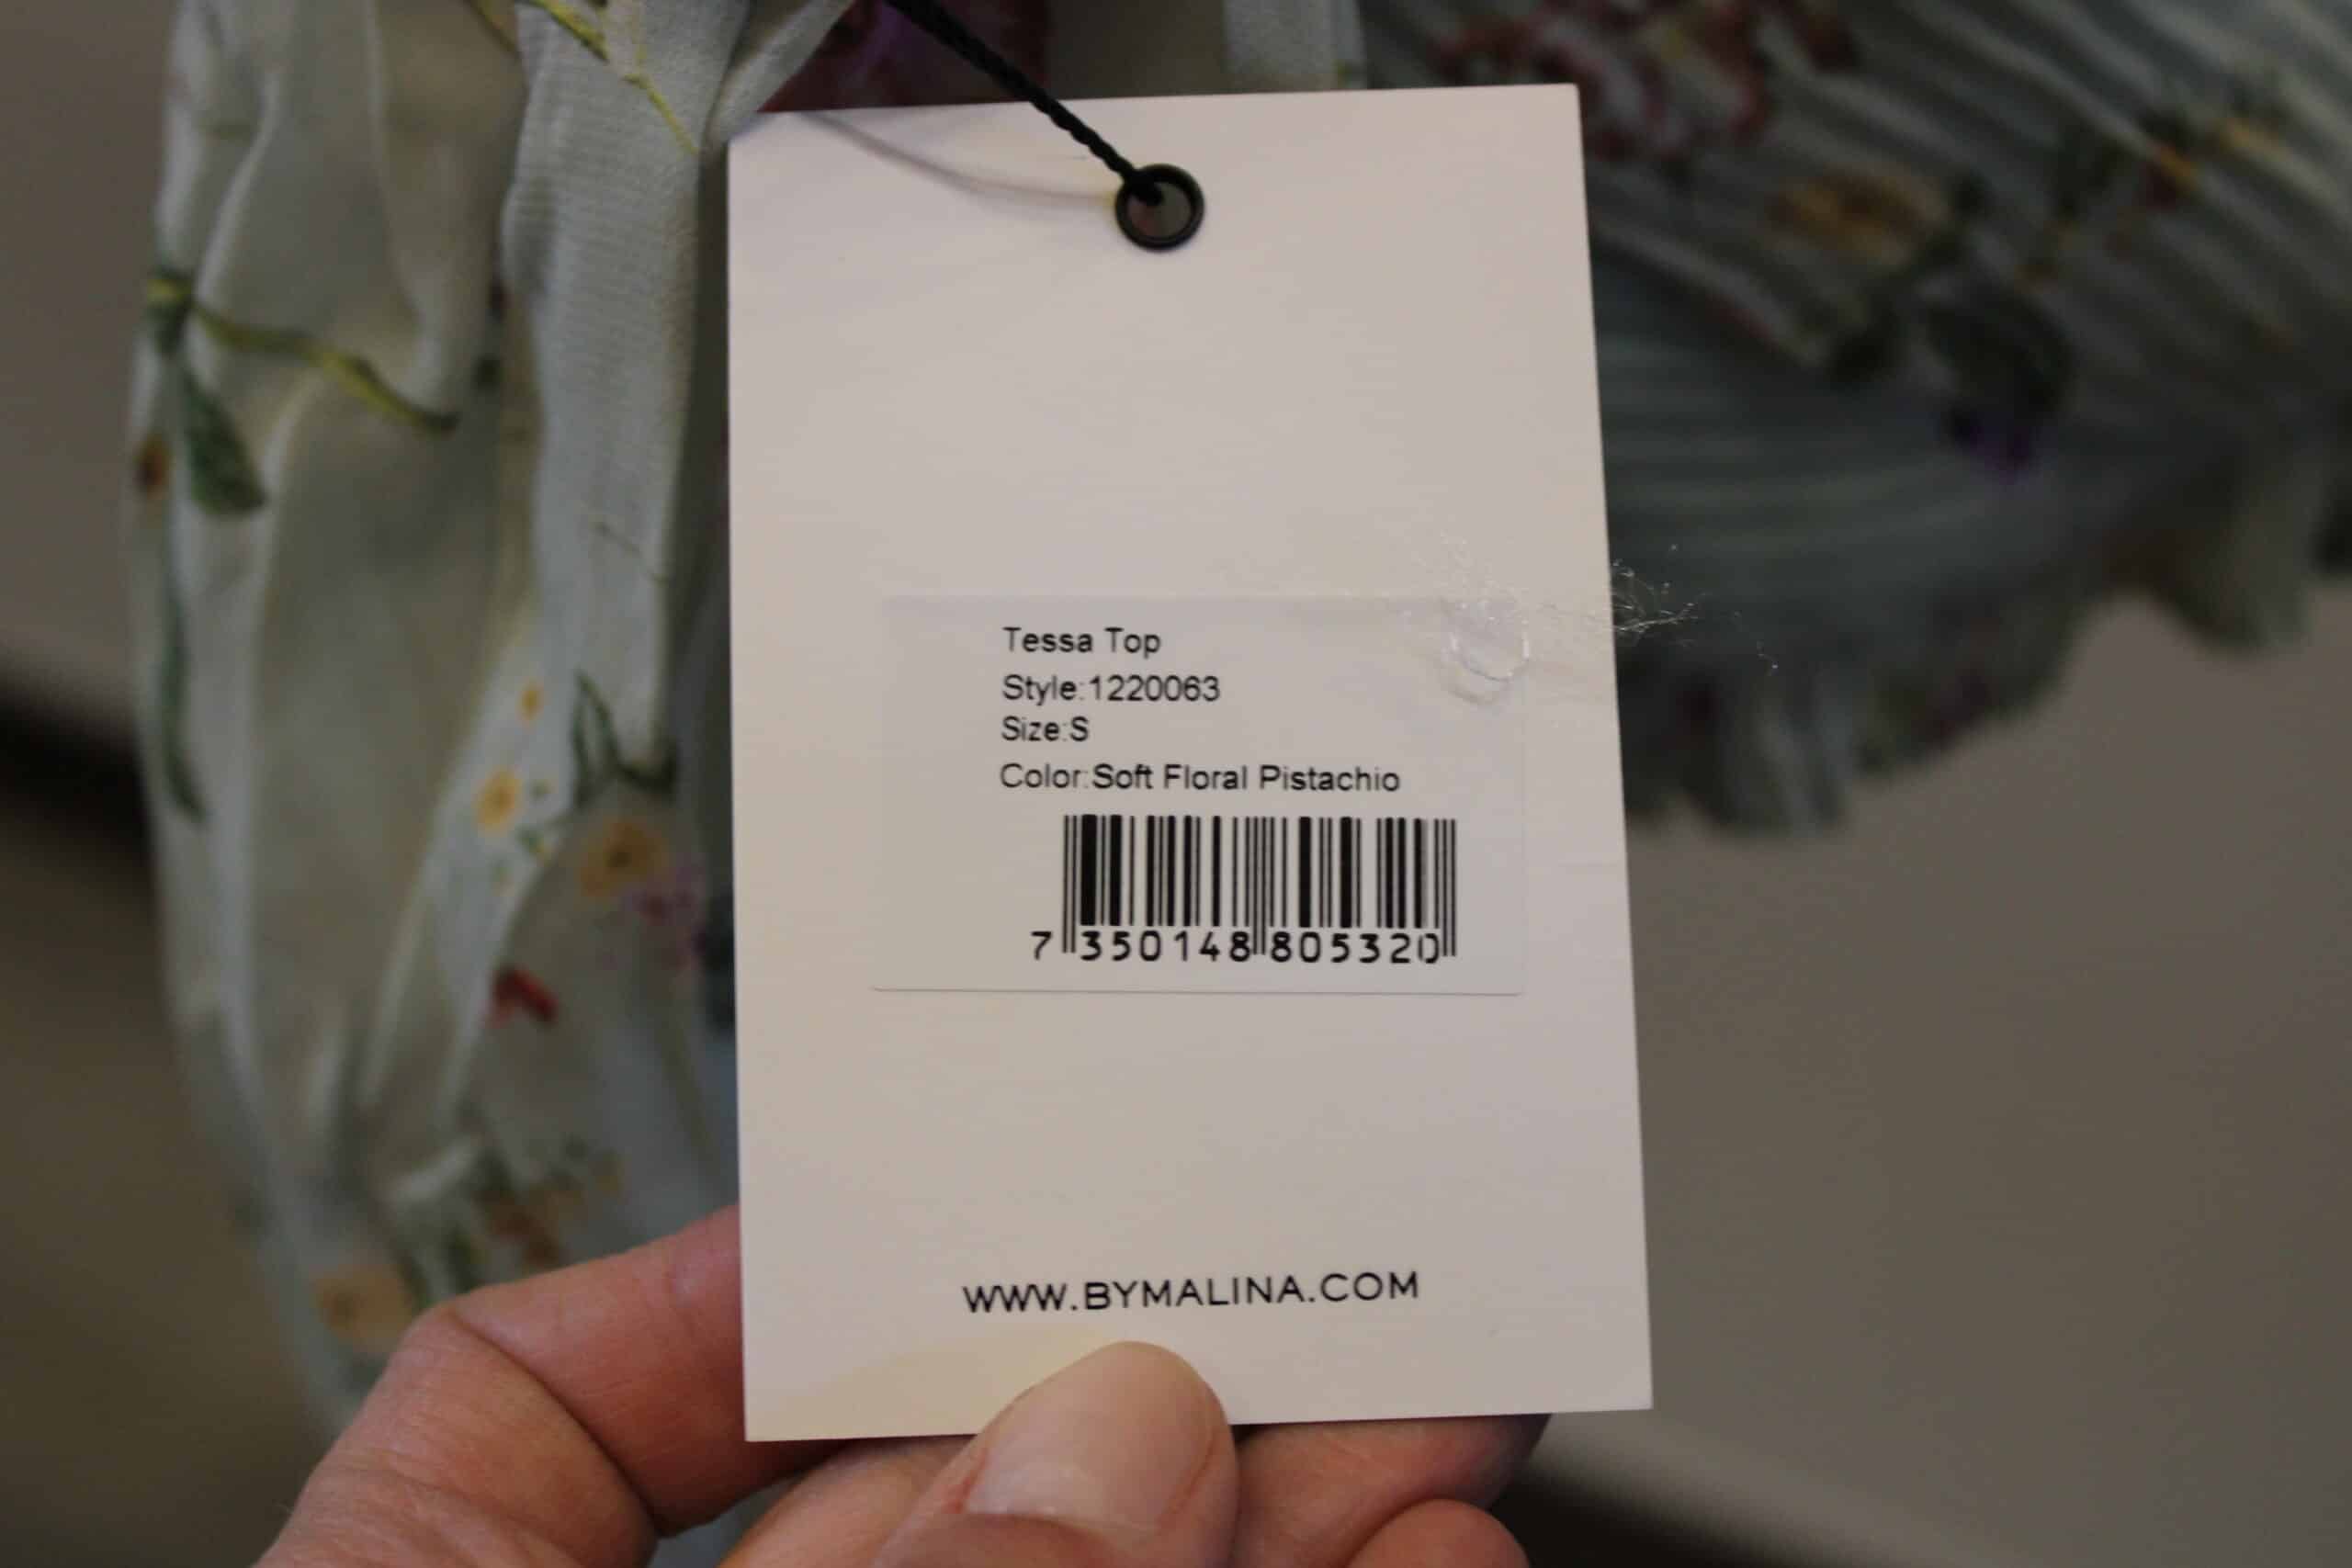 Tessa Top
Style:1220063
Size:S
Color:Soft Floral Pistachio
7 350148 805320
WWW.BYMALINA.COM